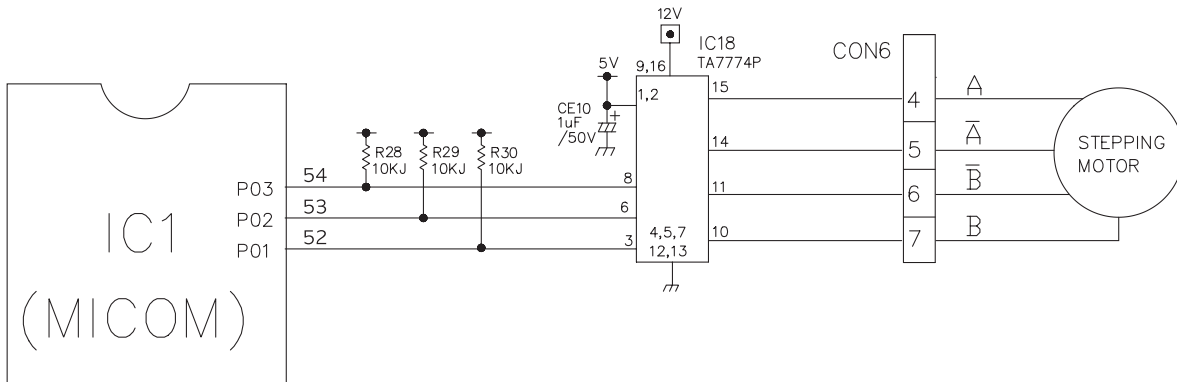 12V
IC18
TA7774P
CON6
5V
9,16
1,2
CE10
1uF
/50V
+
15
4
A
R28
10KJ
R29
10KJ
R30
10KJ
14
5
A̅
STEPPING
MOTOR
P03
54
8
11
6
B̅
P02
53
6
IC1
P01
52
3
4,5,7
12,13
10
7
B
(MICOM)